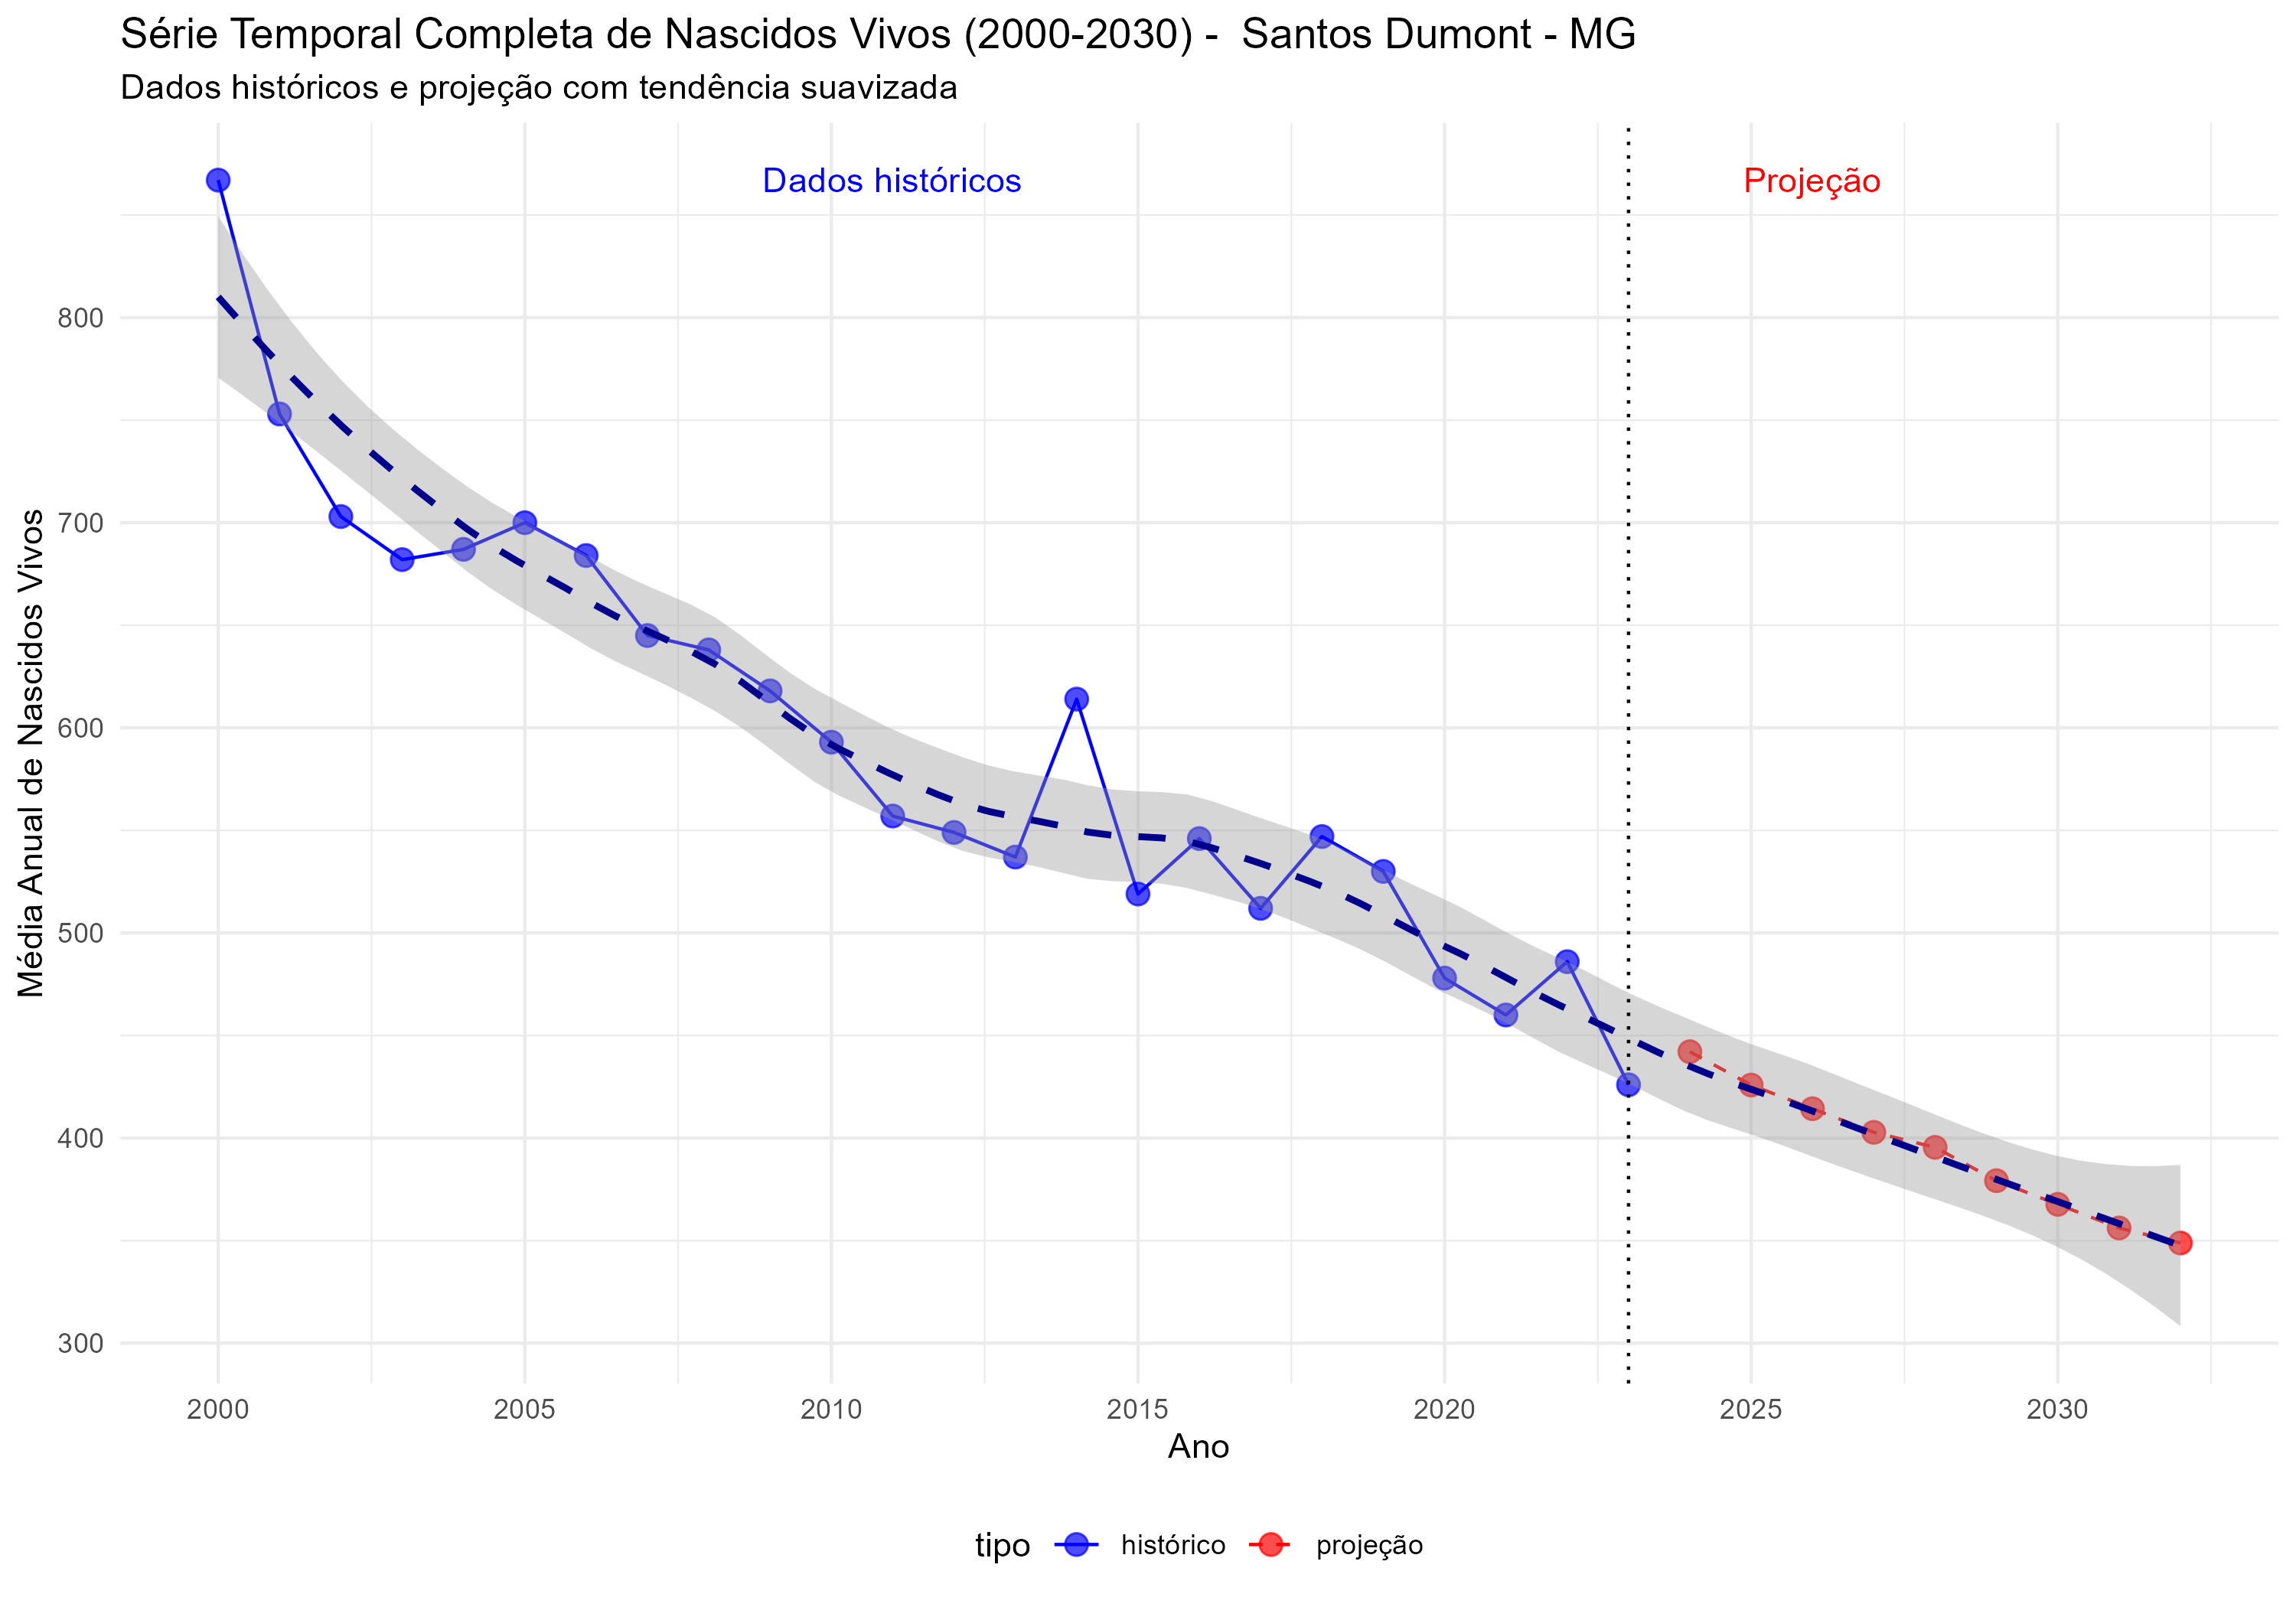 Série Temporal Completa de Nascidos Vivos (2000-2030) -  Santos Dumont - MG
Dados históricos e projeção com tendência suavizada
Dados históricos
Projeção
Média Anual de Nascidos Vivos
800
700
600
500
400
300
2000 2005 2010 2015 2020 2025 2030
Ano
tipo histórico projeção